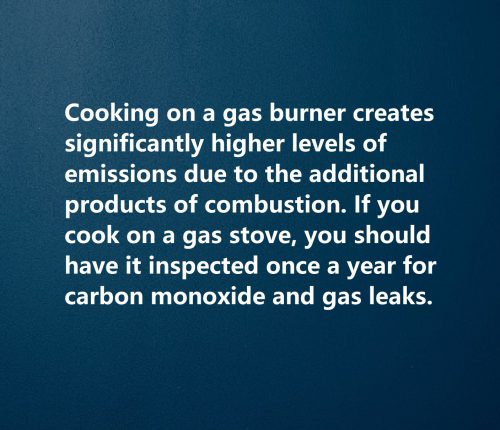 Cooking on a gas burner creates
significantly higher levels of
emissions due to the additional
products of combustion. If you
cook on a gas stove, you should
have it inspected once a year for
carbon monoxide and gas leaks.